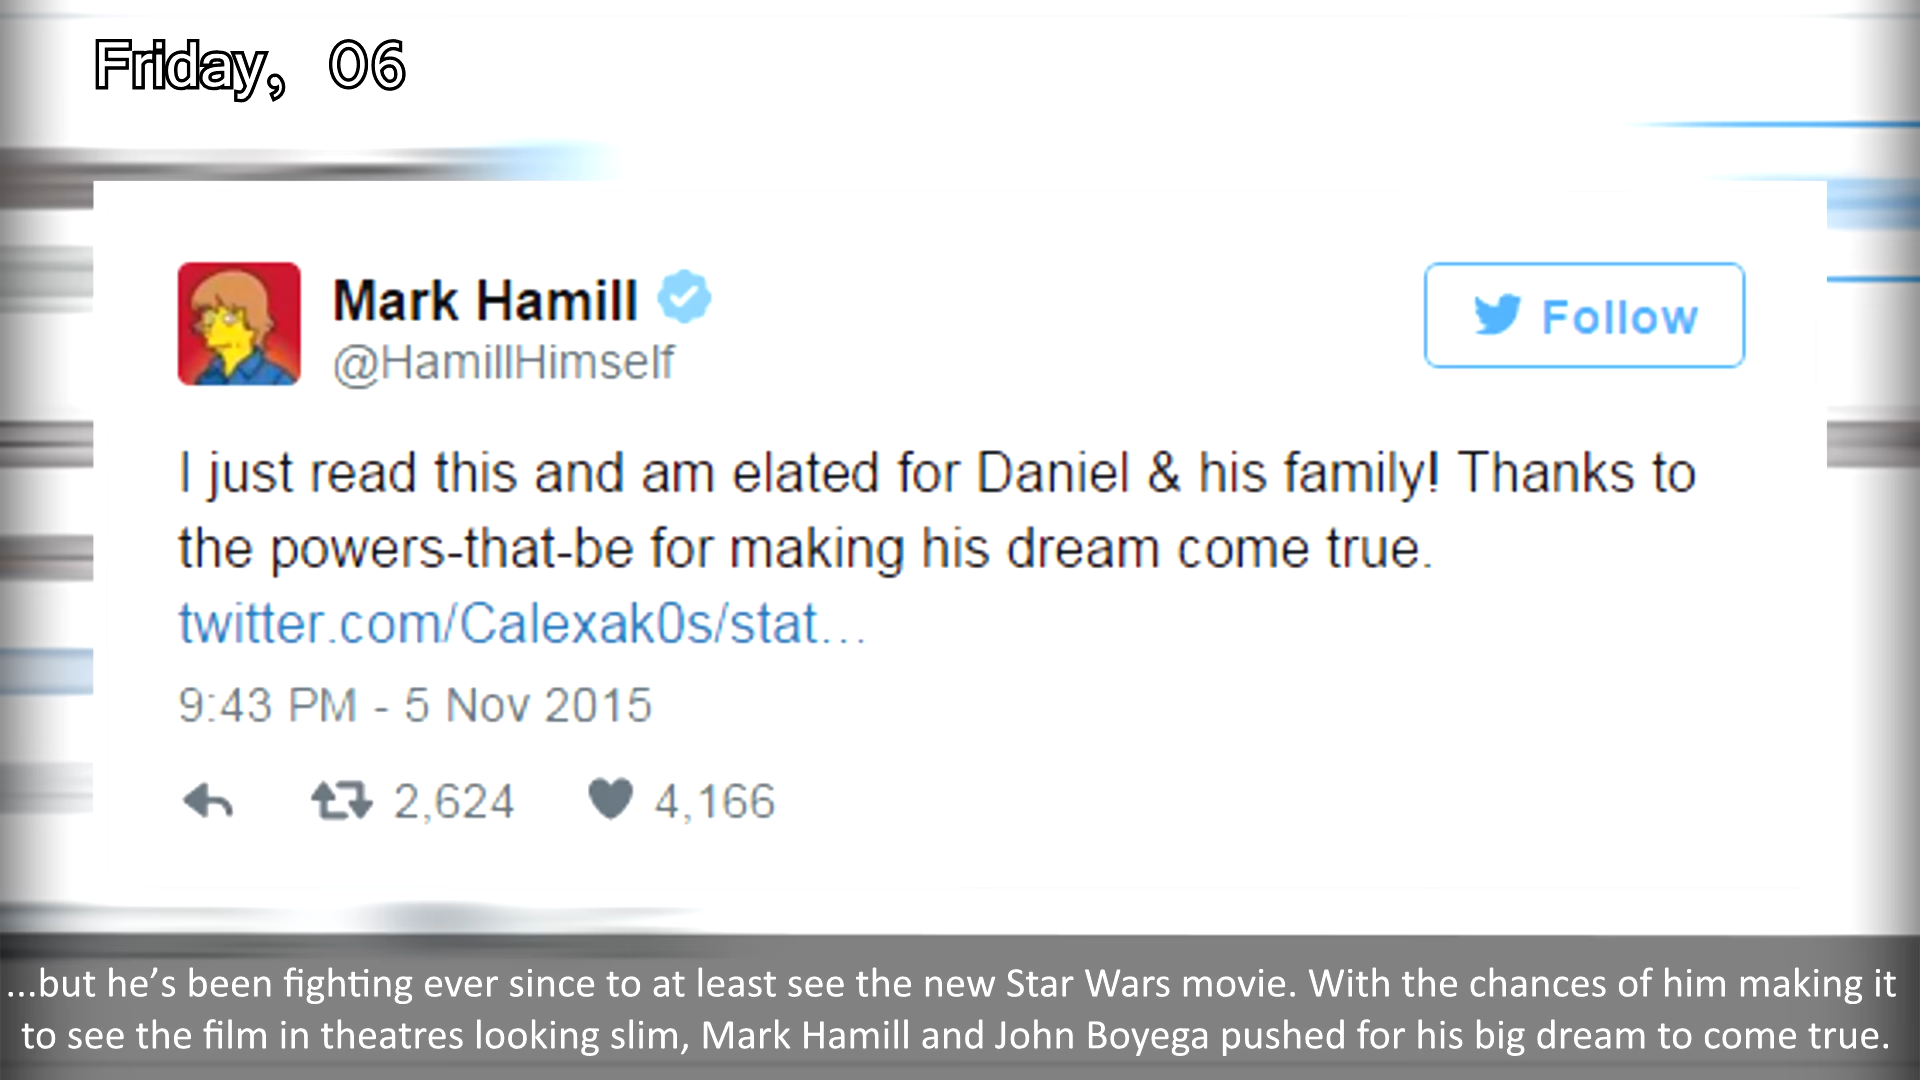 Friday, 06
Mark Hamill
@HamillHimself
Follow
I just read this and am elated for Daniel & his family! Thanks to
the powers-that-be for making his dream come true.
twitter.com/Calexak0s/stat...
9:43 PM - 5 Nov 2015
2,624 4,166
...but he’s been fighting ever since to at least see the new Star Wars movie. With the chances of him making it
to see the film in theatres looking slim, Mark Hamill and John Boyega pushed for his big dream to come true.